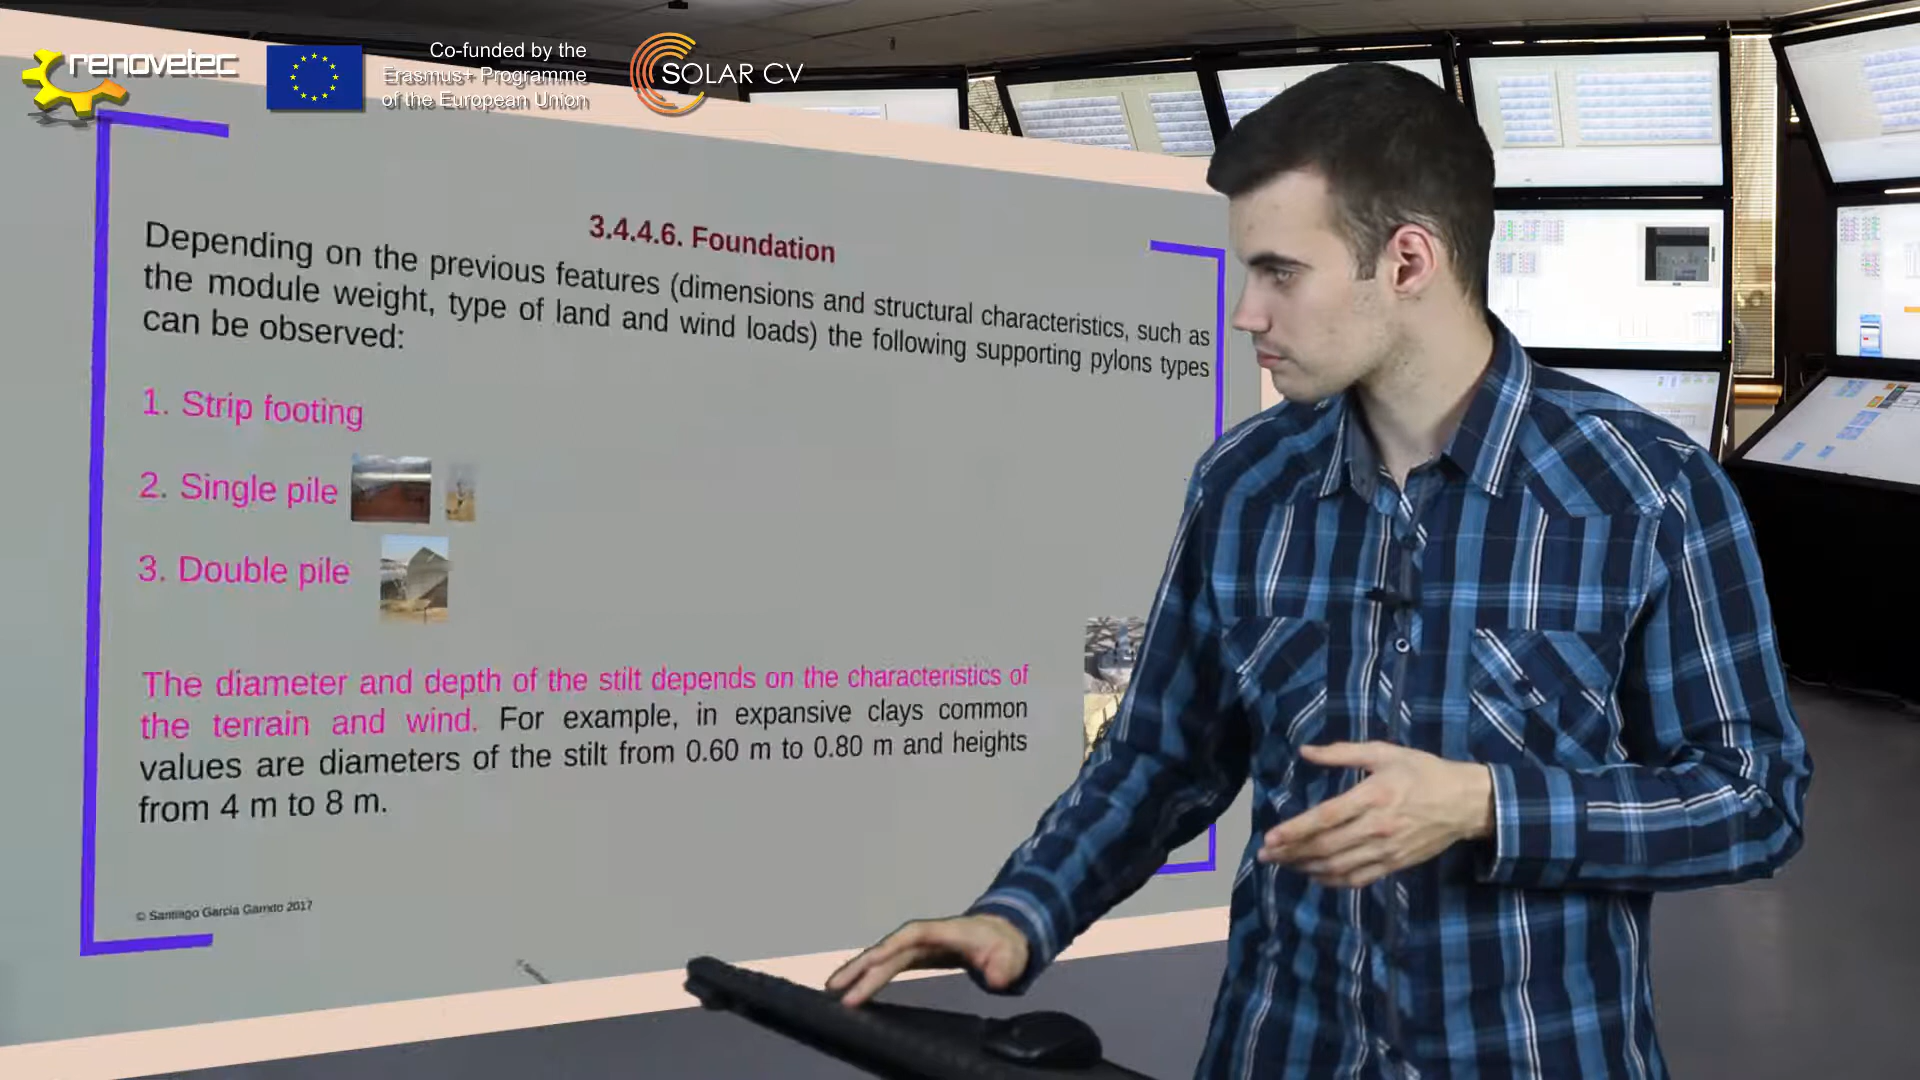 renovetec
Co-funded by the
Erasmus+ Programme
of the European Union
SOLAR CV
3.4.4.6. Foundation
Depending on the previous features (dimensions and structural characteristics, such as
the module weight, type of land and wind loads) the following supporting pylons types
can be observed:
1. Strip footing
2. Single pile
3. Double pile
The diameter and depth of the stilt depends on the characteristics of
the terrain and wind. For example, in expansive clays common
values are diameters of the stilt from 0.60 m to 0.80 m and heights
from 4 m to 8 m.
© Santiago García Garrido 2017